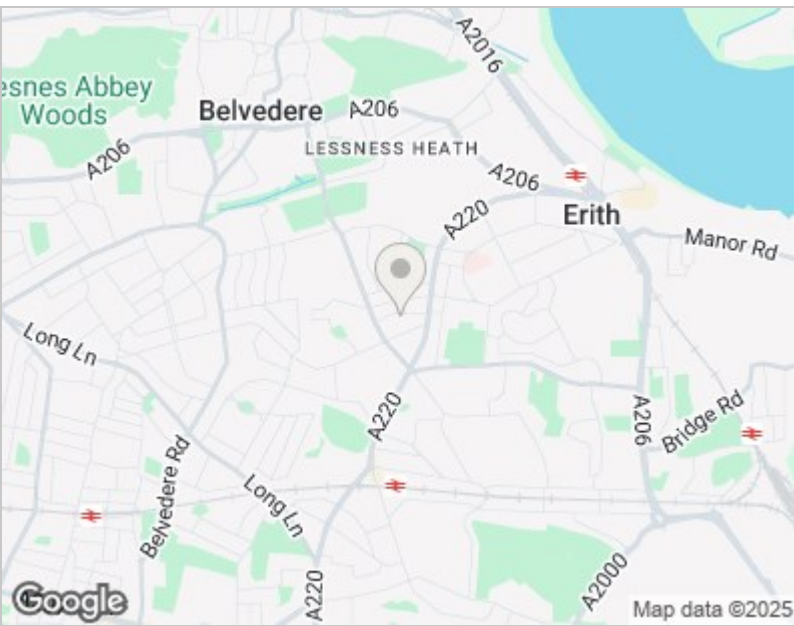 A2016
esnes Abbey
Woods
Belvedere
A206
LESSNESS HEATH
A206
A206
A220
Erith
Manor Rd
Long Ln
A220
A206
Bridge Rd
Belvedere Rd
Long Ln
A220
A2000
Google
Map data ©2025